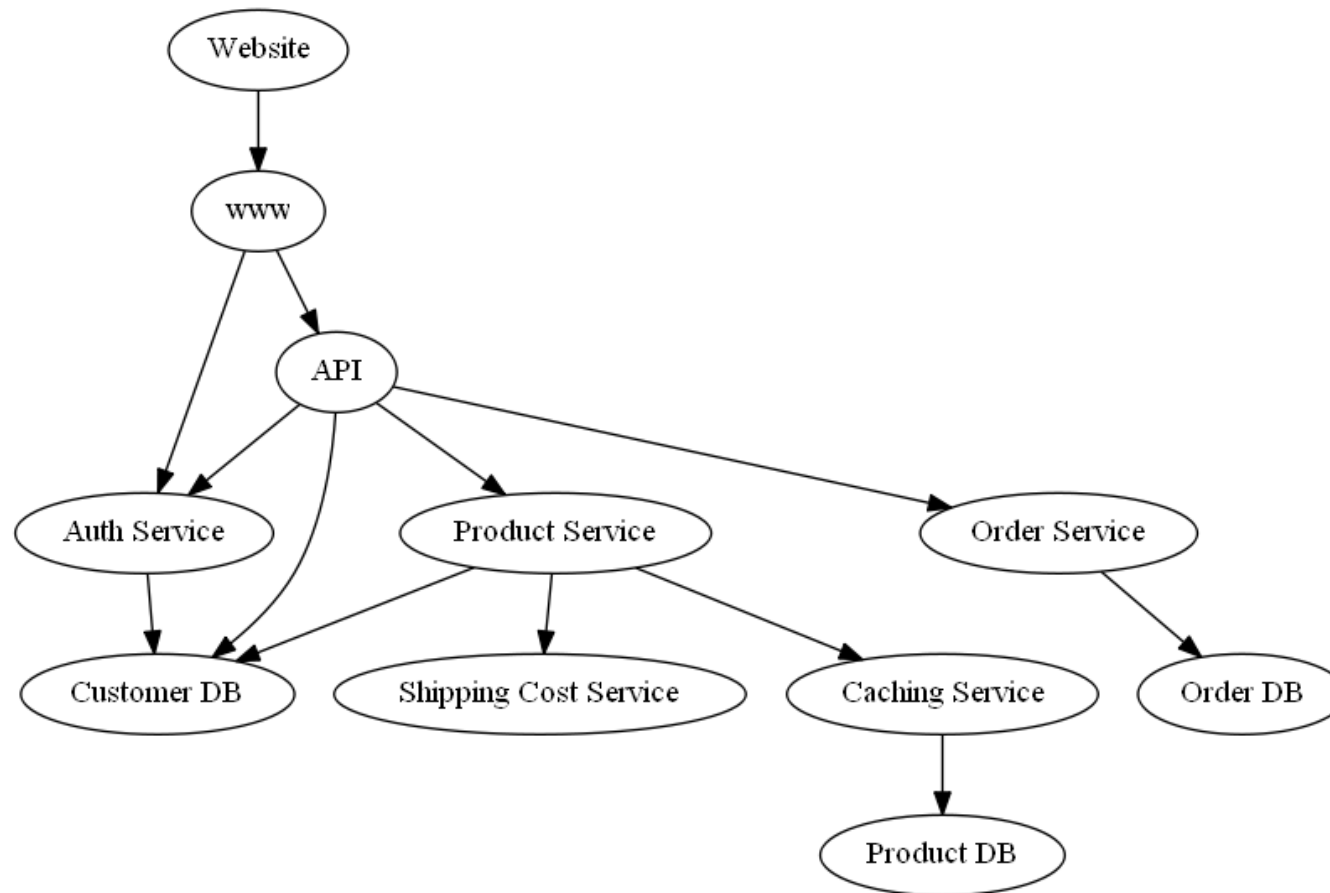 Website
www
API
Auth Service
Product Service
Order Service
Customer DB
Shipping Cost Service
Caching Service
Order DB
Product DB